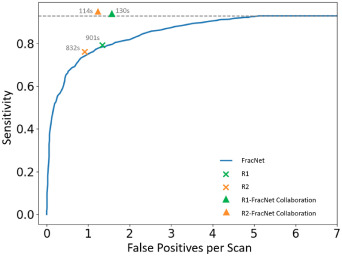 114s
130s
901s
832s
0.8
0.6
0.4
0.2
0.0
Sensitivity
FracNet
R1
R2
R1-FracNet Collaboration
R2-FracNet Collaboration
0 1 2 3 4 5 6 7
False Positives per Scan